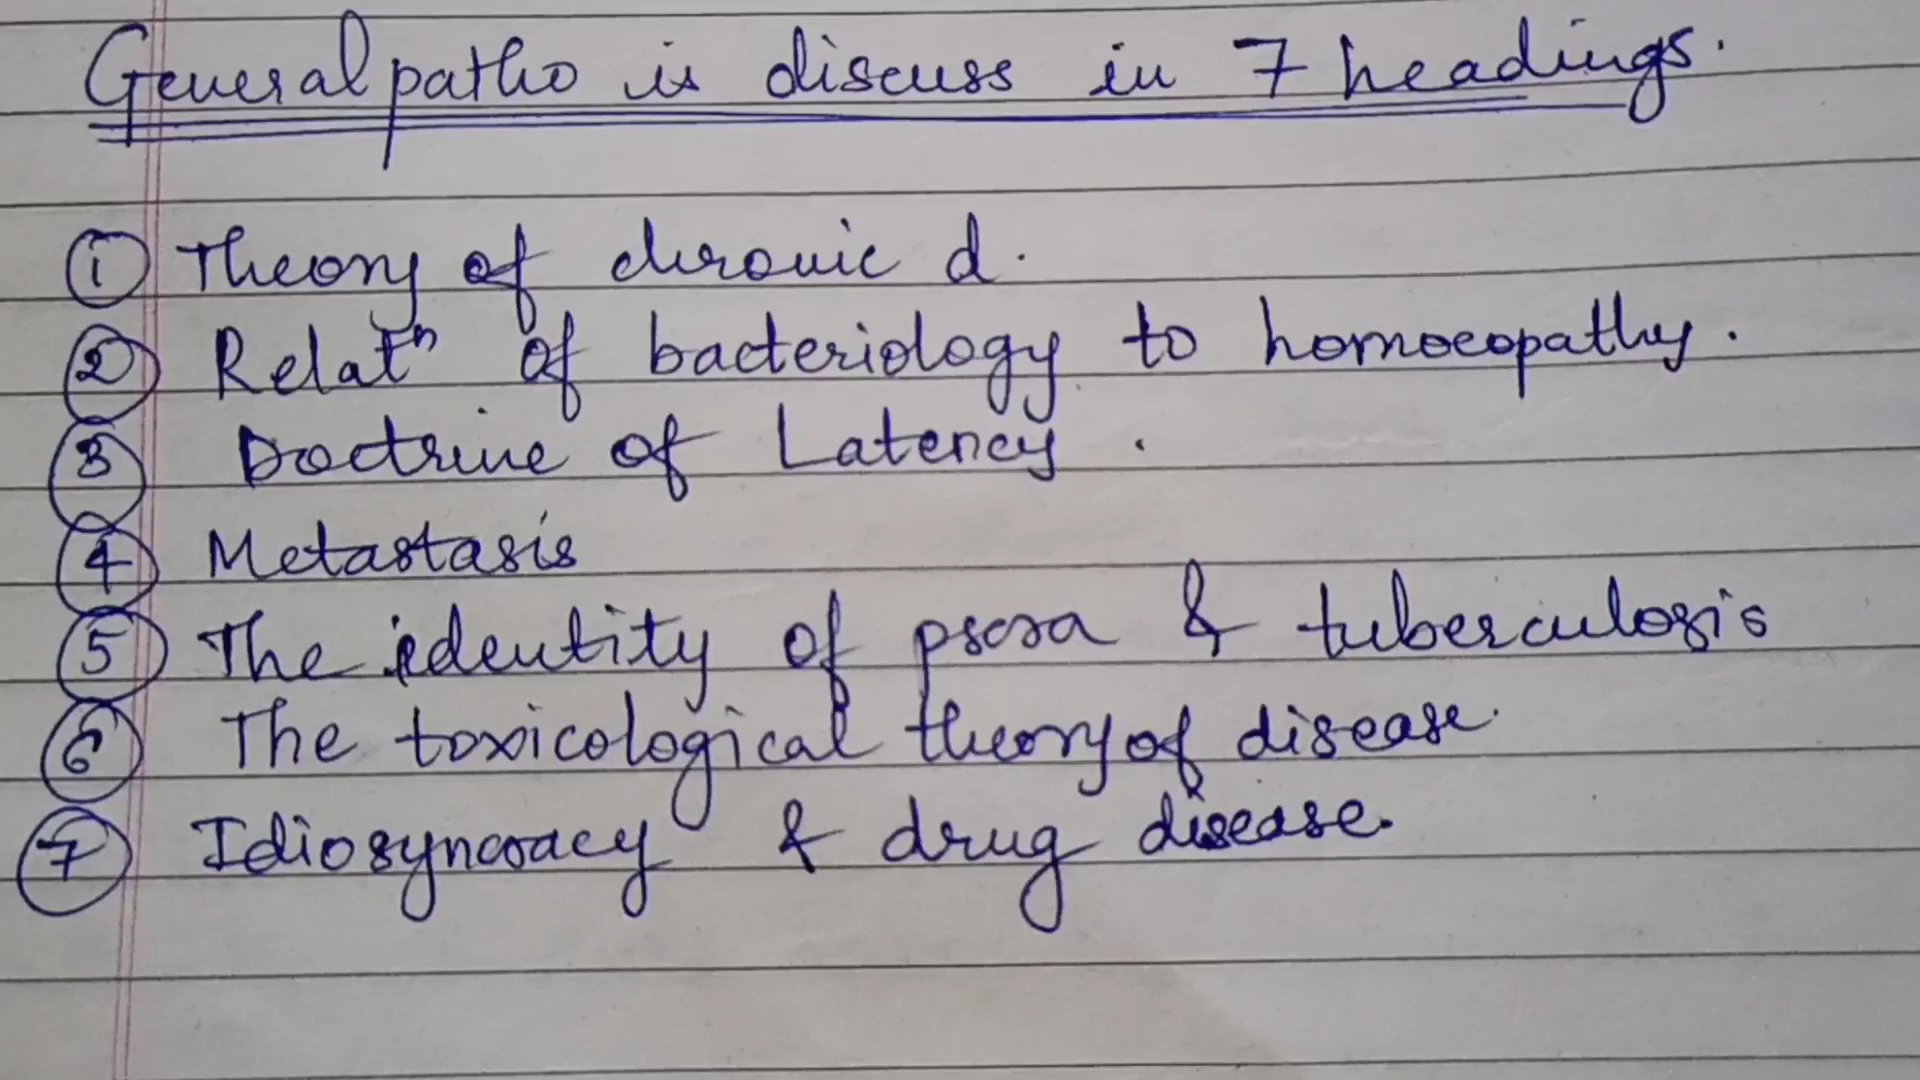 General patho is discuss in 7 headings.
① Theory of chronic d.
② Relatⁿ of bacteriology to homoeopathy.
③ Doctrine of Latency.
④ Metastasis
⑤ The identity of psora & tuberculosis
⑥ The toxicological theory of disease.
⑦ Idiosyncracy & drug disease.